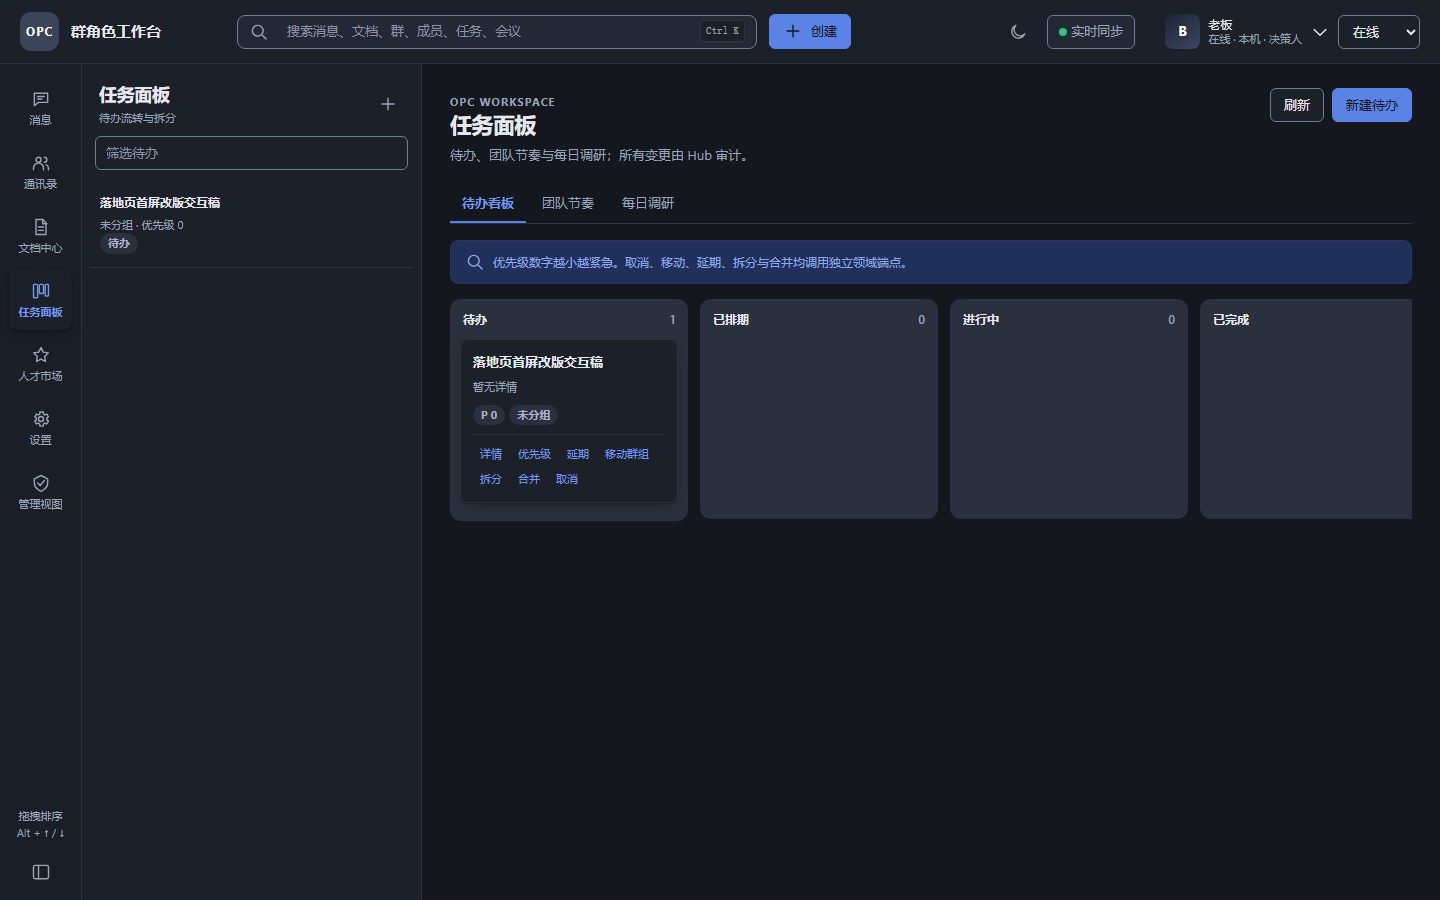 OPC 群角色工作台
搜索消息、文档、群、成员、任务、会议 Ctrl K
创建
实时同步
B
老板
在线 · 本机 · 决策人
在线
消息
通讯录
文档中心
任务面板
人才市场
设置
管理视图
拖拽排序
Alt + ↑ / ↓
任务面板
待办流转与拆分
筛选待办
落地页首屏改版交互稿
未分组 · 优先级 0
待办
OPC WORKSPACE
任务面板
待办、团队节奏与每日调研；所有变更由 Hub 审计。
刷新
新建待办
待办看板 团队节奏 每日调研
优先级数字越小越紧急。取消、移动、延期、拆分与合并均调用独立领域端点。
待办 1
落地页首屏改版交互稿
暂无详情
P 0 未分组
详情 优先级 延期 移动群组
拆分 合并 取消
已排期 0
进行中 0
已完成